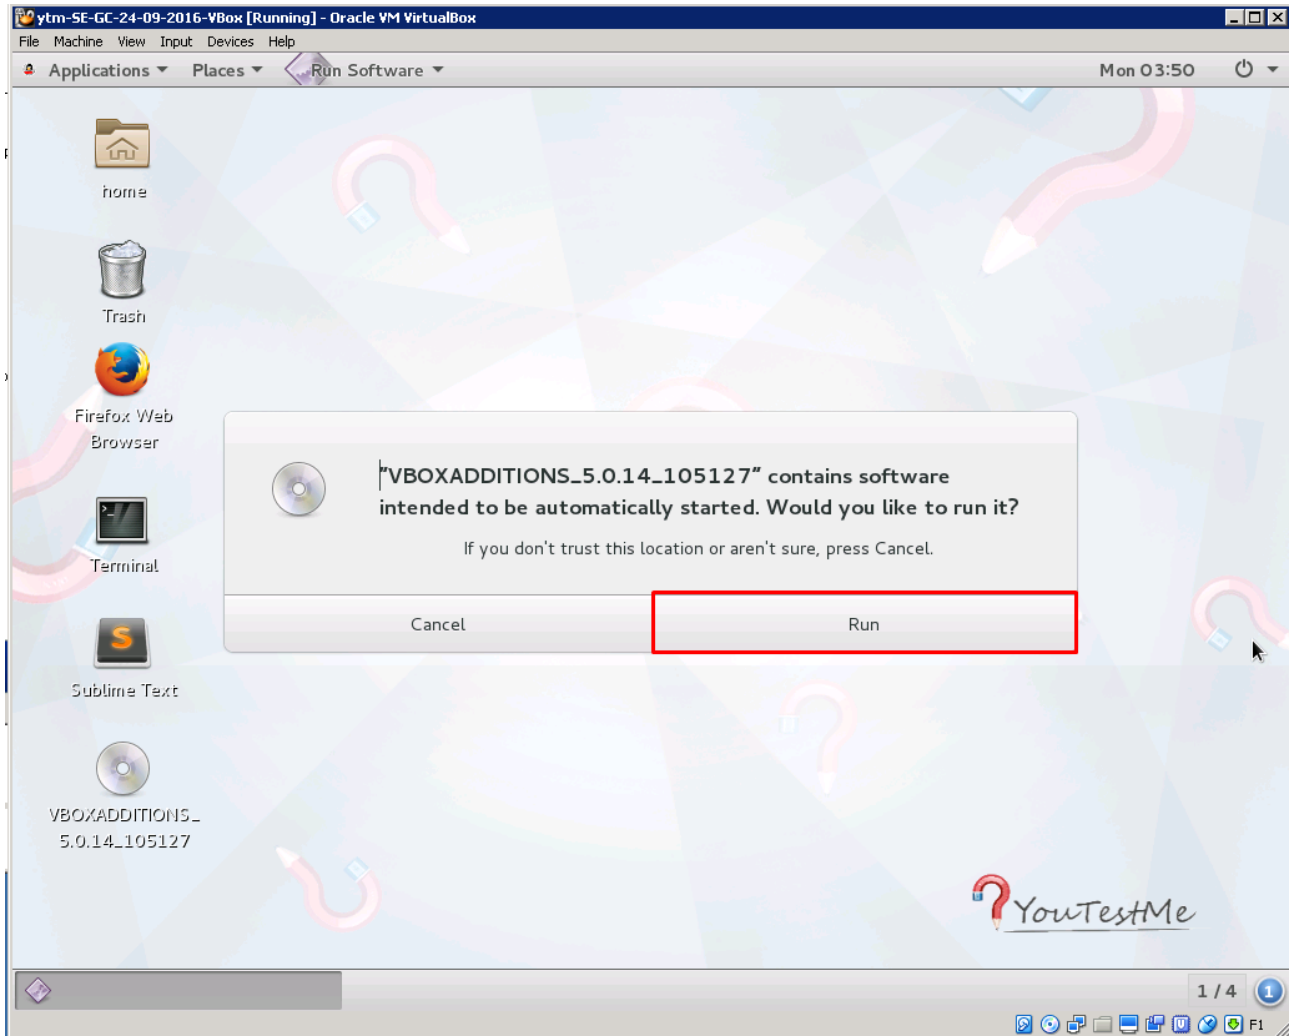 ytm-SE-GC-24-09-2016-VBox [Running] - Oracle VM VirtualBox
File Machine View Input Devices Help
Applications Places Run Software Mon 03:50
home
Trash
Firefox Web
Browser
Terminal
Sublime Text
VBOXADDITIONS_
5.0.14_105127
"VBOXADDITIONS_5.0.14_105127" contains software
intended to be automatically started. Would you like to run it?
If you don't trust this location or aren't sure, press Cancel.
Cancel Run
YouTestMe
1 / 4 1
F1